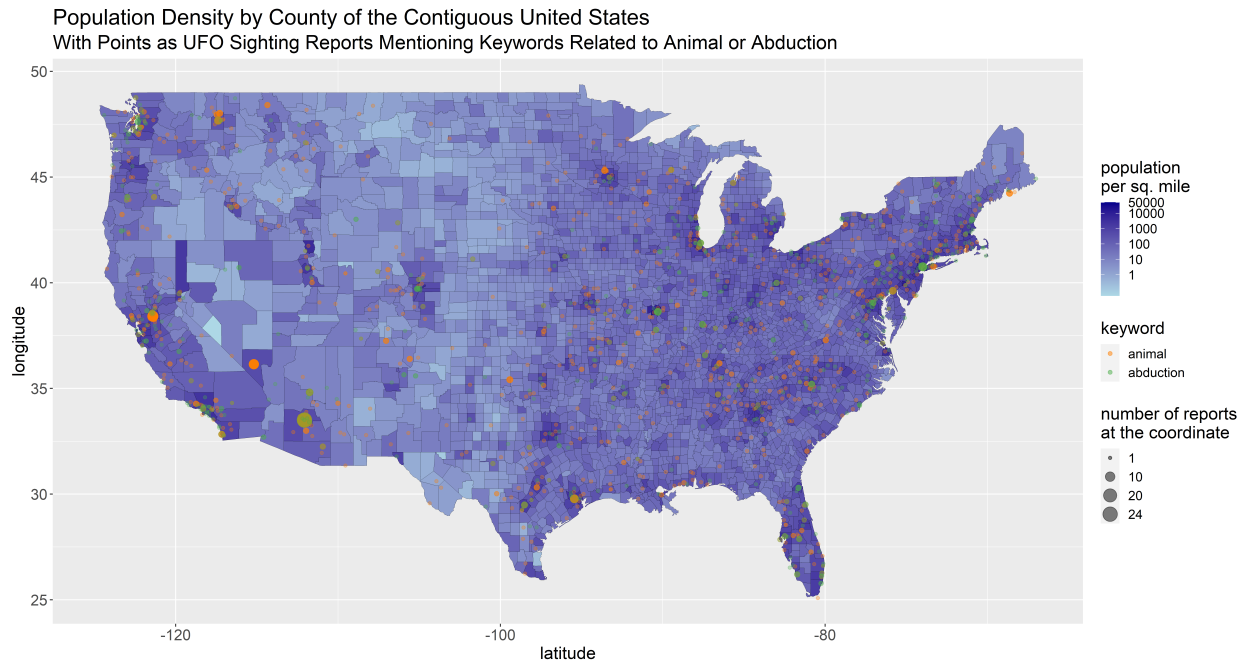 Population Density by County of the Contiguous United States
With Points as UFO Sighting Reports Mentioning Keywords Related to Animal or Abduction
50
45
40
35
30
25
longitude
-120
-100
-80
latitude
population
per sq. mile
50000
10000
1000
100
10
1
keyword
animal
abduction
number of reports
at the coordinate
1
10
20
24